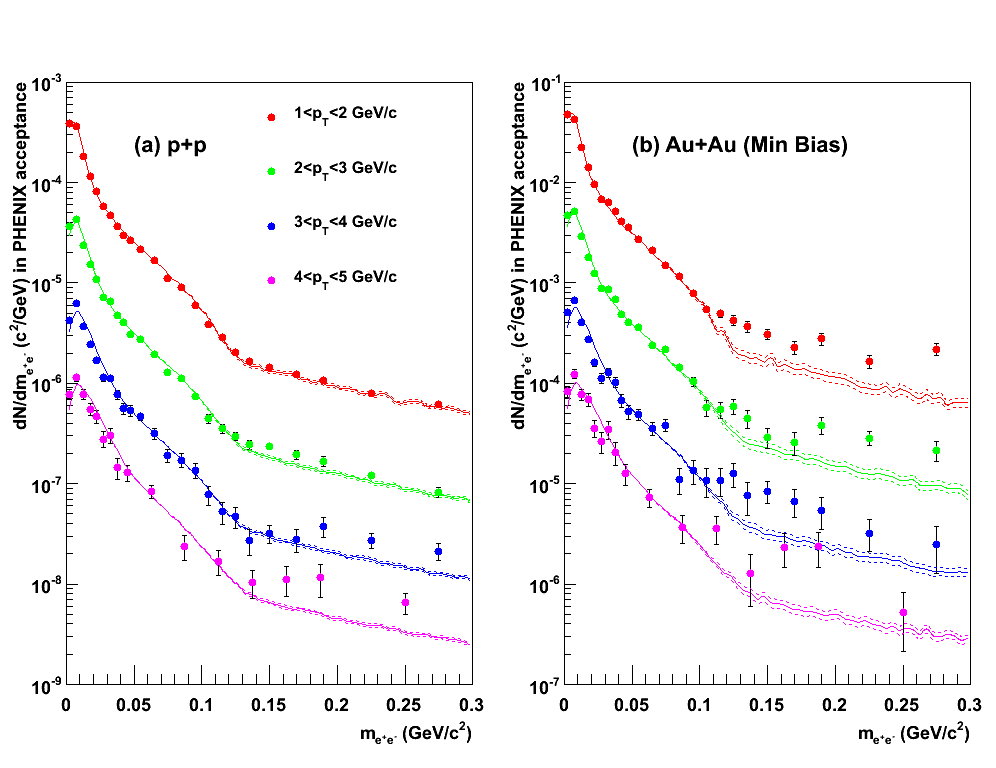 dN/dm_{e^+e^-} (c^2/GeV) in PHENIX acceptance
10^{-3}
10^{-4}
10^{-5}
10^{-6}
10^{-7}
10^{-8}
10^{-9}
(a) p+p
1<p_T<2 GeV/c
2<p_T<3 GeV/c
3<p_T<4 GeV/c
4<p_T<5 GeV/c
0 0.05 0.1 0.15 0.2 0.25 0.3
m_{e^+e^-} (GeV/c^2)
dN/dm_{e^+e^-} (c^2/GeV) in PHENIX acceptance
10^{-1}
10^{-2}
10^{-3}
10^{-4}
10^{-5}
10^{-6}
10^{-7}
(b) Au+Au (Min Bias)
0 0.05 0.1 0.15 0.2 0.25 0.3
m_{e^+e^-} (GeV/c^2)